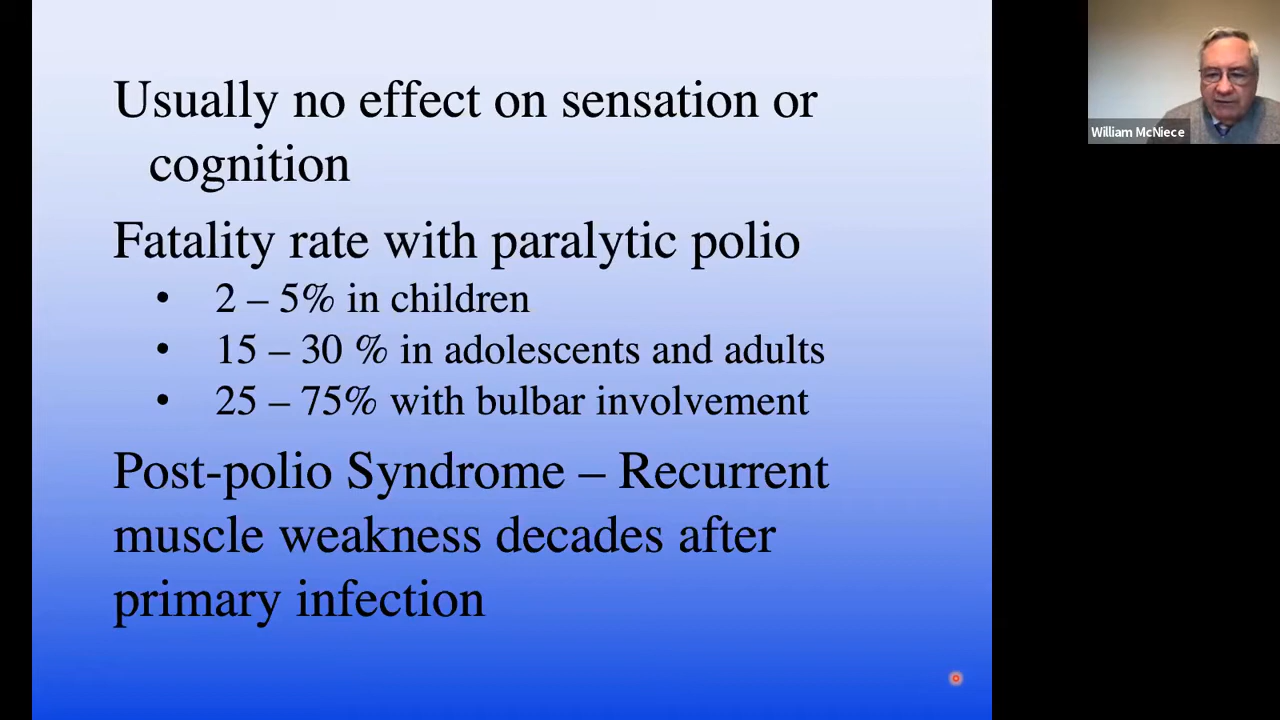 Usually no effect on sensation or
cognition
Fatality rate with paralytic polio
• 2 – 5% in children
• 15 – 30 % in adolescents and adults
• 25 – 75% with bulbar involvement
Post-polio Syndrome – Recurrent
muscle weakness decades after
primary infection
William McNiece